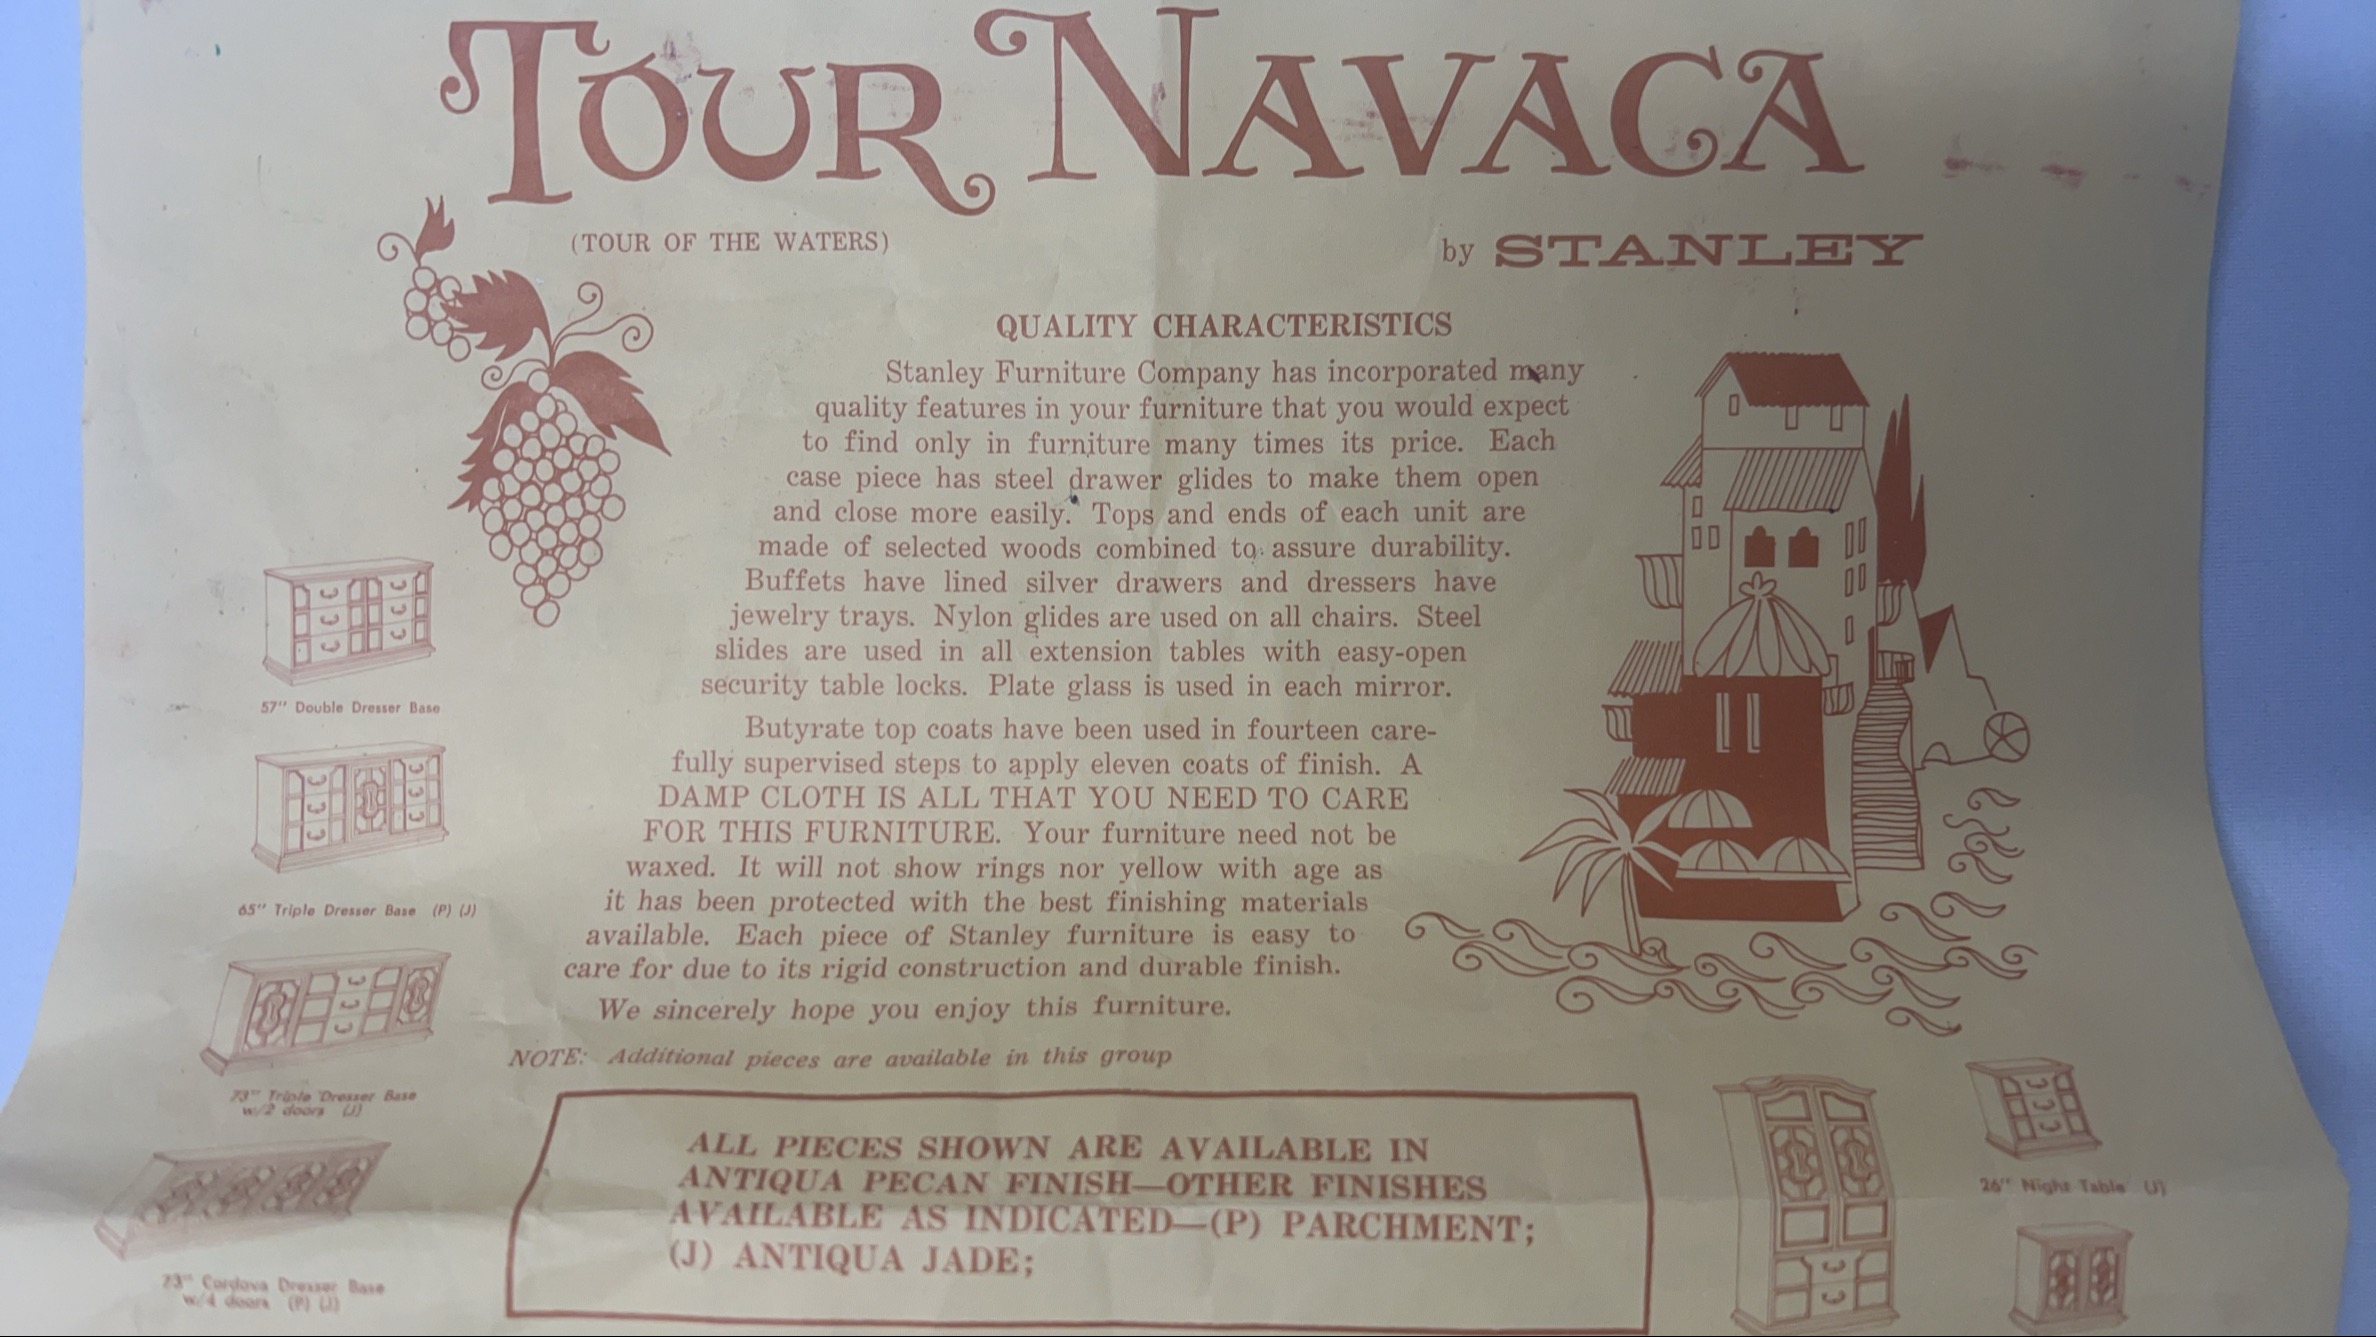 TOUR NAVACA
(TOUR OF THE WATERS)
by STANLEY
QUALITY CHARACTERISTICS
Stanley Furniture Company has incorporated many
quality features in your furniture that you would expect
to find only in furniture many times its price. Each
case piece has steel drawer glides to make them open
and close more easily. Tops and ends of each unit are
made of selected woods combined to assure durability.
Buffets have lined silver drawers and dressers have
jewelry trays. Nylon glides are used on all chairs. Steel
slides are used in all extension tables with easy-open
security table locks. Plate glass is used in each mirror.
Butyrate top coats have been used in fourteen care-
fully supervised steps to apply eleven coats of finish. A
DAMP CLOTH IS ALL THAT YOU NEED TO CARE
FOR THIS FURNITURE. Your furniture need not be
waxed. It will not show rings nor yellow with age as
it has been protected with the best finishing materials
available. Each piece of Stanley furniture is easy to
care for due to its rigid construction and durable finish.
We sincerely hope you enjoy this furniture.
NOTE: Additional pieces are available in this group
57" Double Dresser Base
65" Triple Dresser Base (P) (J)
73" Triple Dresser Base
w/2 doors (J)
73" Cordova Dresser Base
w/4 doors (P) (J)
ALL PIECES SHOWN ARE AVAILABLE IN
ANTIQUA PECAN FINISH—OTHER FINISHES
AVAILABLE AS INDICATED—(P) PARCHMENT;
(J) ANTIQUA JADE;
26" Night Table (J)